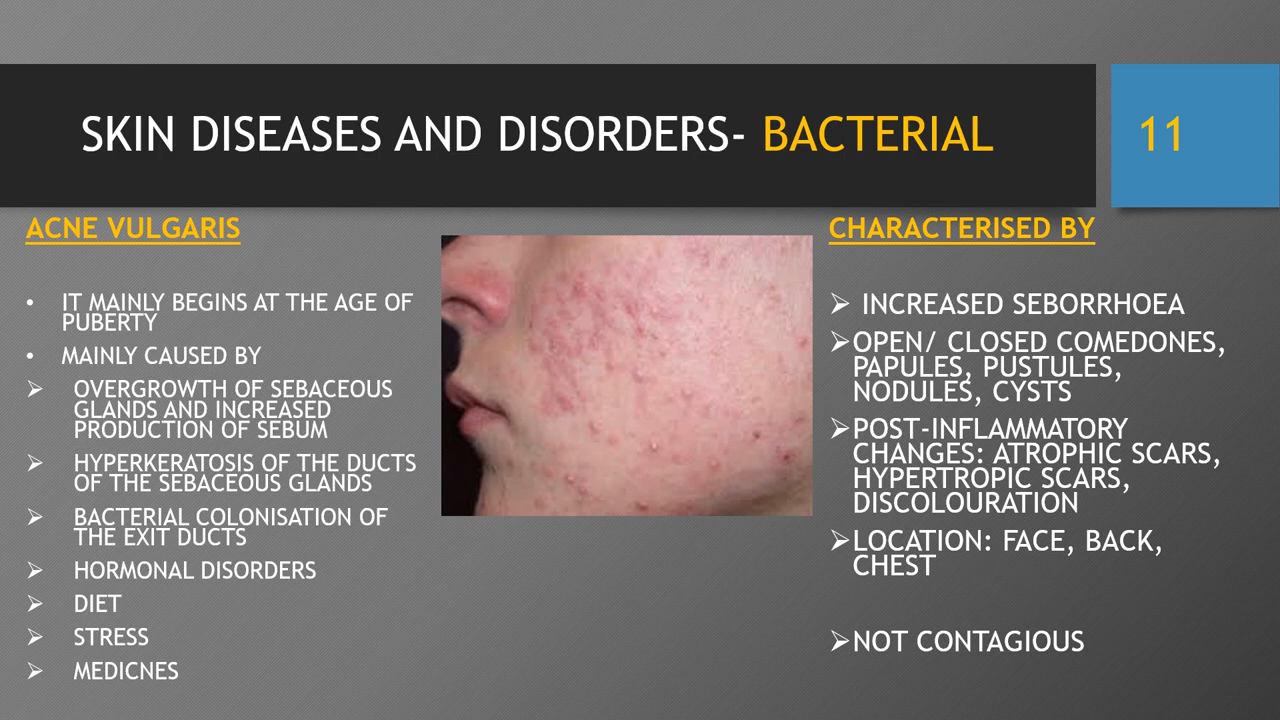 SKIN DISEASES AND DISORDERS- BACTERIAL
11
ACNE VULGARIS
• IT MAINLY BEGINS AT THE AGE OF
PUBERTY
• MAINLY CAUSED BY
➢ OVERGROWTH OF SEBACEOUS
GLANDS AND INCREASED
PRODUCTION OF SEBUM
➢ HYPERKERATOSIS OF THE DUCTS
OF THE SEBACEOUS GLANDS
➢ BACTERIAL COLONISATION OF
THE EXIT DUCTS
➢ HORMONAL DISORDERS
➢ DIET
➢ STRESS
➢ MEDICNES
CHARACTERISED BY
➢ INCREASED SEBORRHOEA
➢OPEN/ CLOSED COMEDONES,
PAPULES, PUSTULES,
NODULES, CYSTS
➢POST-INFLAMMATORY
CHANGES: ATROPHIC SCARS,
HYPERTROPIC SCARS,
DISCOLOURATION
➢LOCATION: FACE, BACK,
CHEST
➢NOT CONTAGIOUS